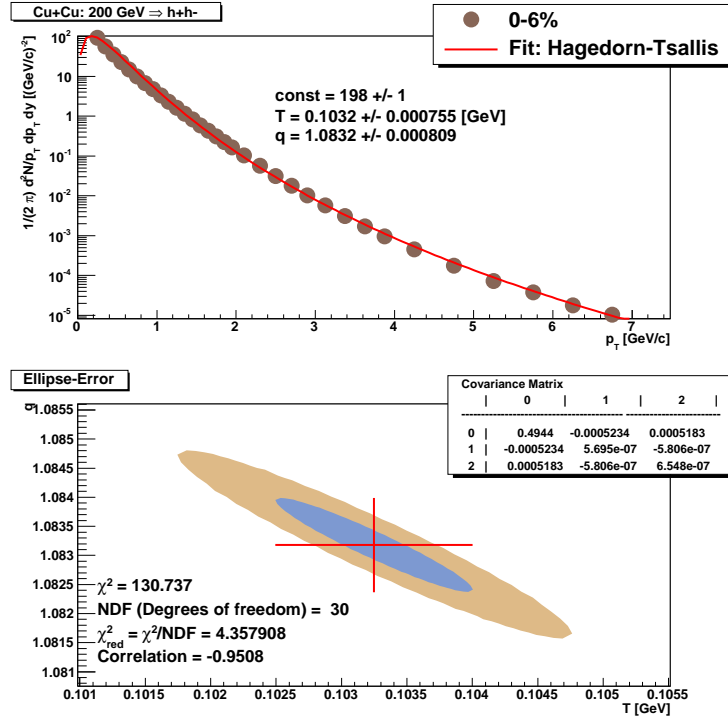 Cu+Cu: 200 GeV ⇒ h+h-
0-6%
Fit: Hagedorn-Tsallis
1/(2 π) d²N/p_T dp_T dy [(GeV/c)⁻²]
10²
10
1
10⁻¹
10⁻²
10⁻³
10⁻⁴
10⁻⁵
const = 198 +/- 1
T = 0.1032 +/- 0.000755 [GeV]
q = 1.0832 +/- 0.000809
0 1 2 3 4 5 6 7
p_T [GeV/c]
Ellipse-Error
q
1.0855
1.085
1.0845
1.084
1.0835
1.083
1.0825
1.082
1.0815
1.081
Covariance Matrix
| 0 | 1 | 2 |
0 | 0.4944 -0.0005234 0.0005183
1 | -0.0005234 5.695e-07 -5.806e-07
2 | 0.0005183 -5.806e-07 6.548e-07
χ² = 130.737
NDF (Degrees of freedom) = 30
χ²_red = χ²/NDF = 4.357908
Correlation = -0.9508
0.101 0.1015 0.102 0.1025 0.103 0.1035 0.104 0.1045 0.105 0.1055
T [GeV]